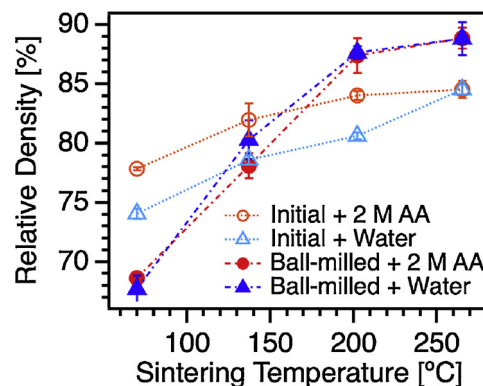 90
85
80
75
70
Relative Density [%]
Initial + 2 M AA
Initial + Water
Ball-milled + 2 M AA
Ball-milled + Water
100
150
200
250
Sintering Temperature [ºC]